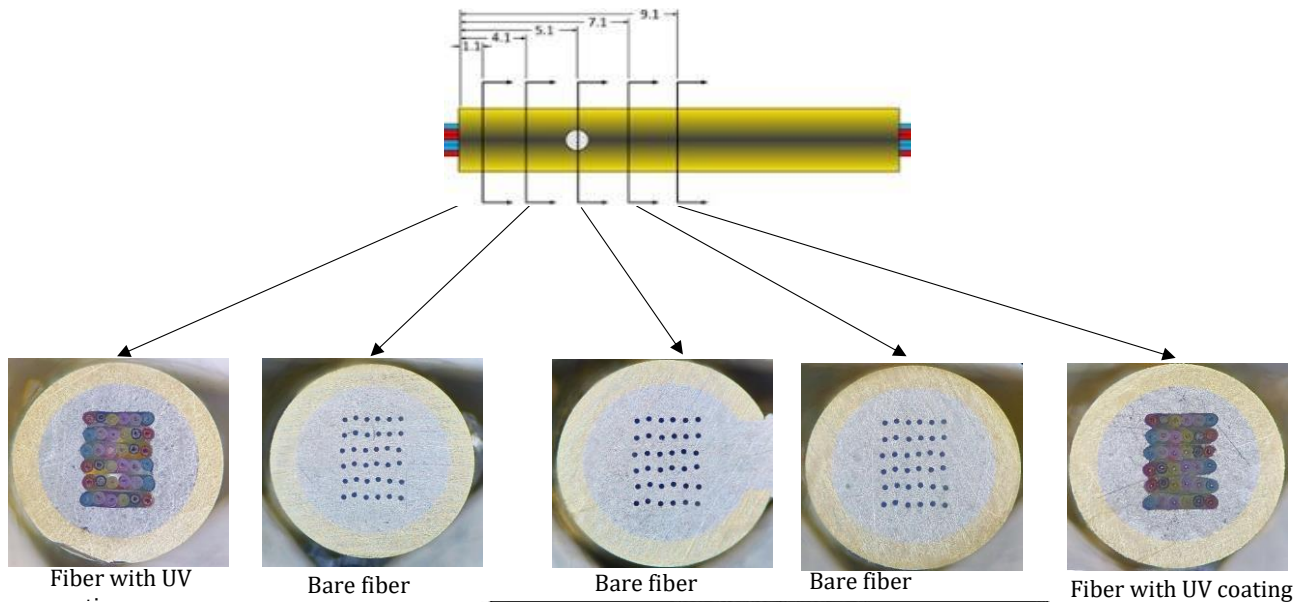 9.1
7.1
5.1
4.1
1.1
Fiber with UV
Bare fiber
Bare fiber
Bare fiber
Fiber with UV coating